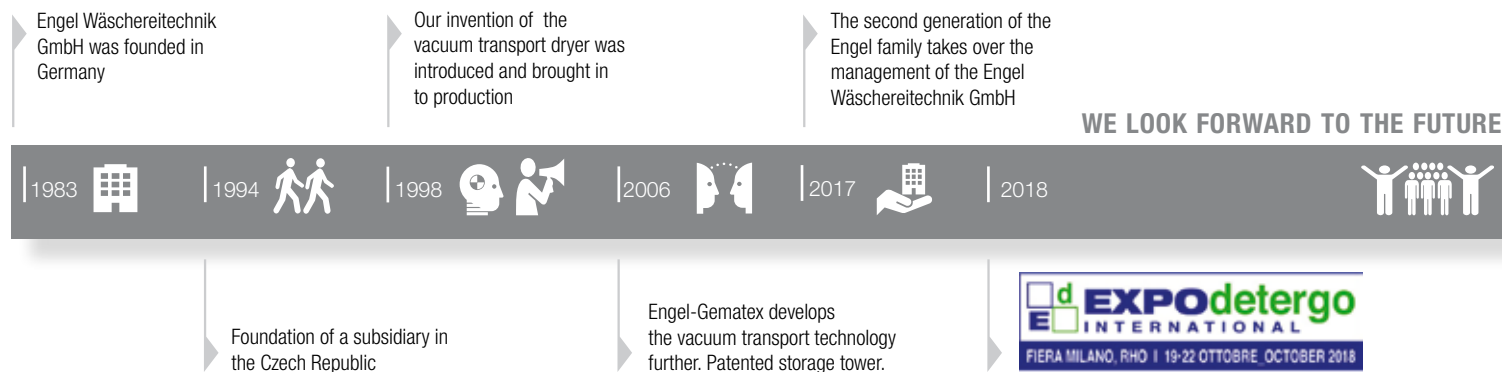 Engel Wäschereitechnik
GmbH was founded in
Germany
Our invention of the
vacuum transport dryer was
introduced and brought in
to production
The second generation of the
Engel family takes over the
management of the Engel
Wäschereitechnik GmbH
WE LOOK FORWARD TO THE FUTURE
1983
1994
1998
2006
2017
2018
Foundation of a subsidiary in
the Czech Republic
Engel-Gematex develops
the vacuum transport technology
further. Patented storage tower.
d
E
EXPOdetergo
INTERNATIONAL
FIERA MILANO, RHO I 19-22 OTTOBRE_OCTOBER 2018